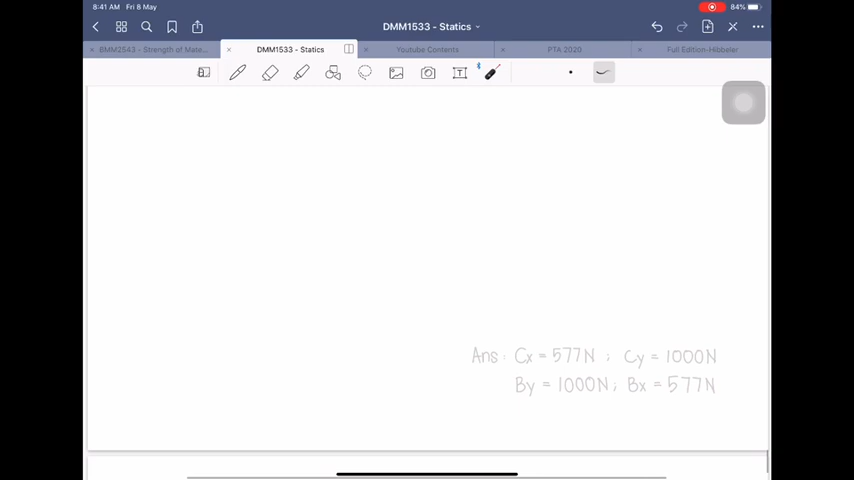 8:41 AM Fri 8 May
84%
DMM1533 - Statics
BMM2543 - Strength of Mate...
DMM1533 - Statics
Youtube Contents
PTA 2020
Full Edition-Hibbeler
Ans: Cx = 577N ; Cy = 1000N
By = 1000N; Bx = 577N